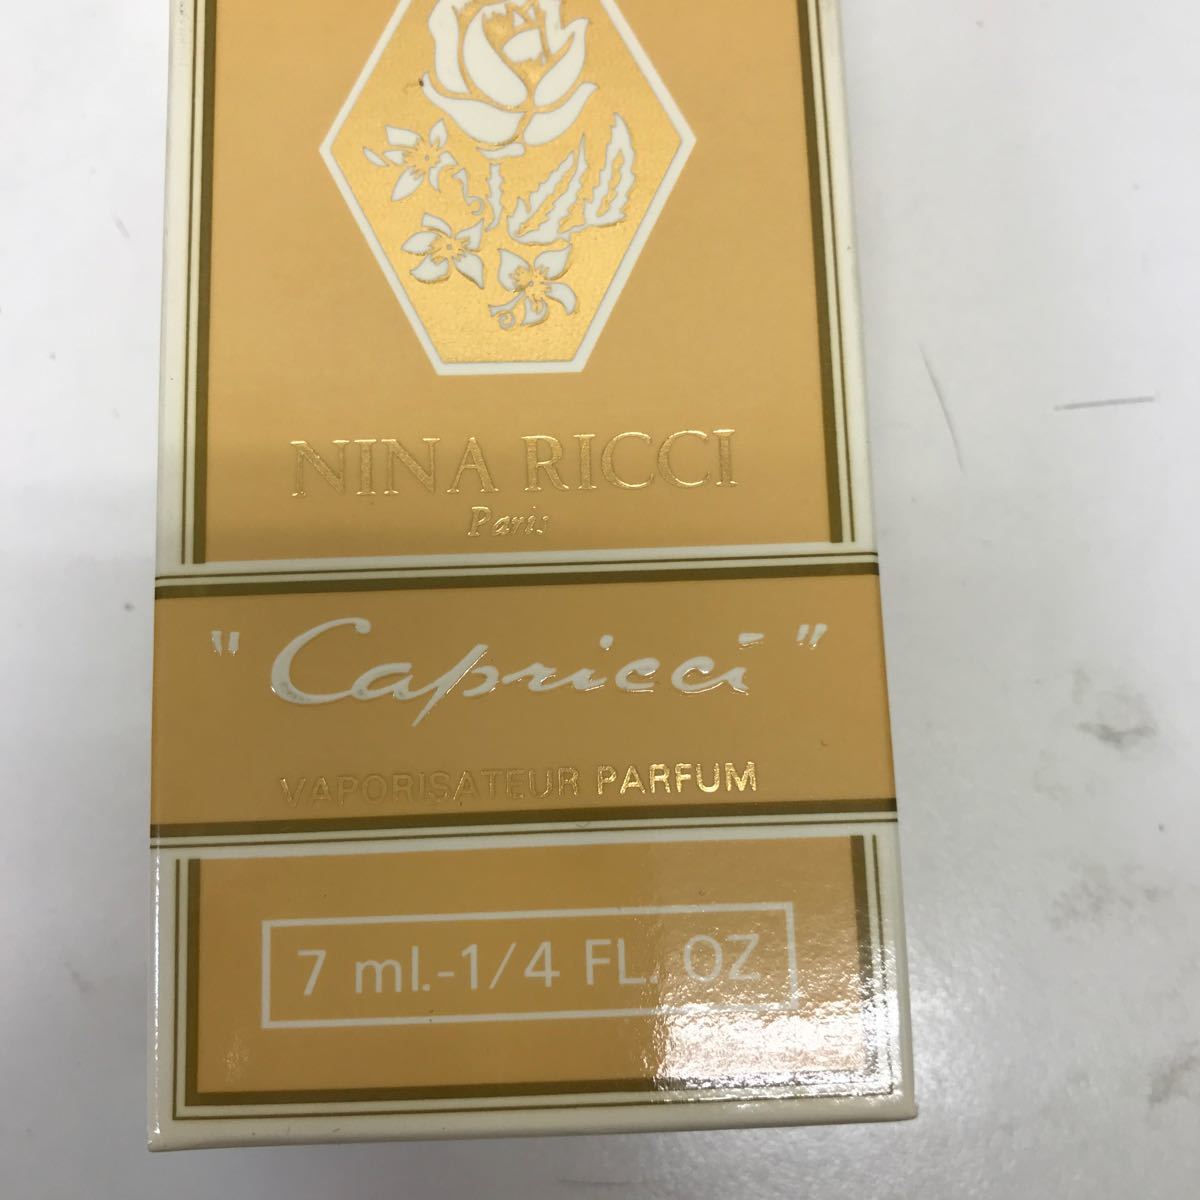 NINA RICCI
Paris
"Capricci"
VAPORISATEUR PARFUM
7 ml.-1/4 FL. OZ